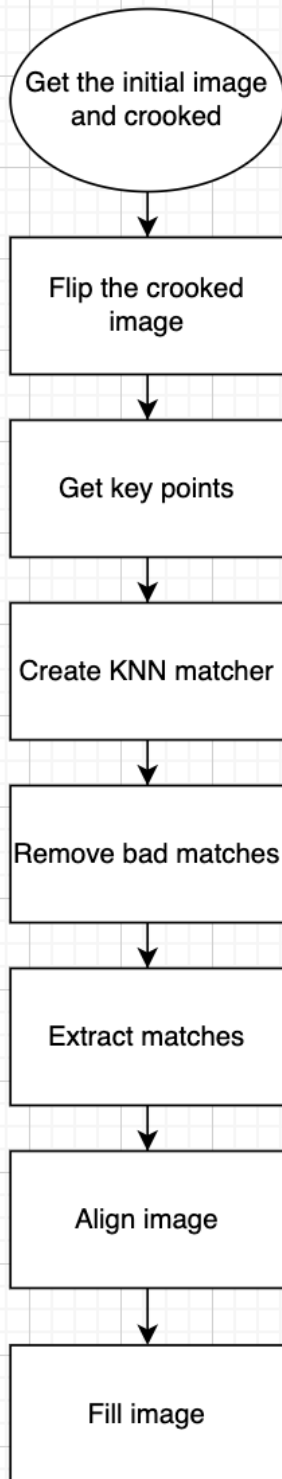 Get the initial image
and crooked
Flip the crooked
image
Get key points
Create KNN matcher
Remove bad matches
Extract matches
Align image
Fill image